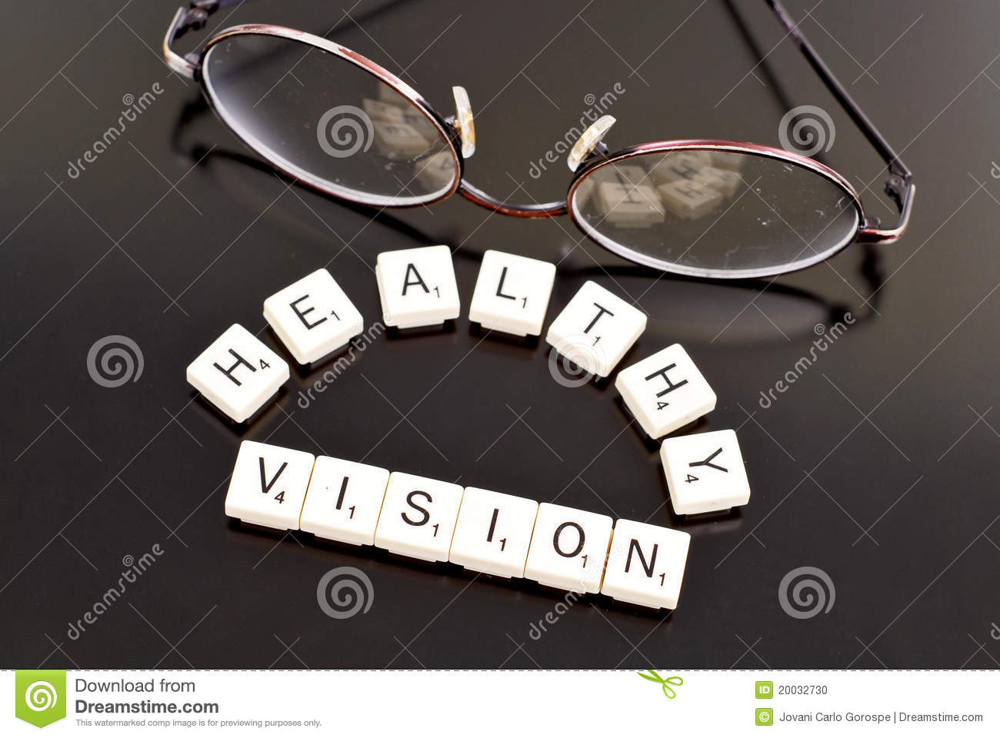 HEALTHY
VISION
dreamstime
Download from
Dreamstime.com
This watermarked comp image is for previewing purposes only.
ID 20032730
© Jovani Carlo Gorospe | Dreamstime.com